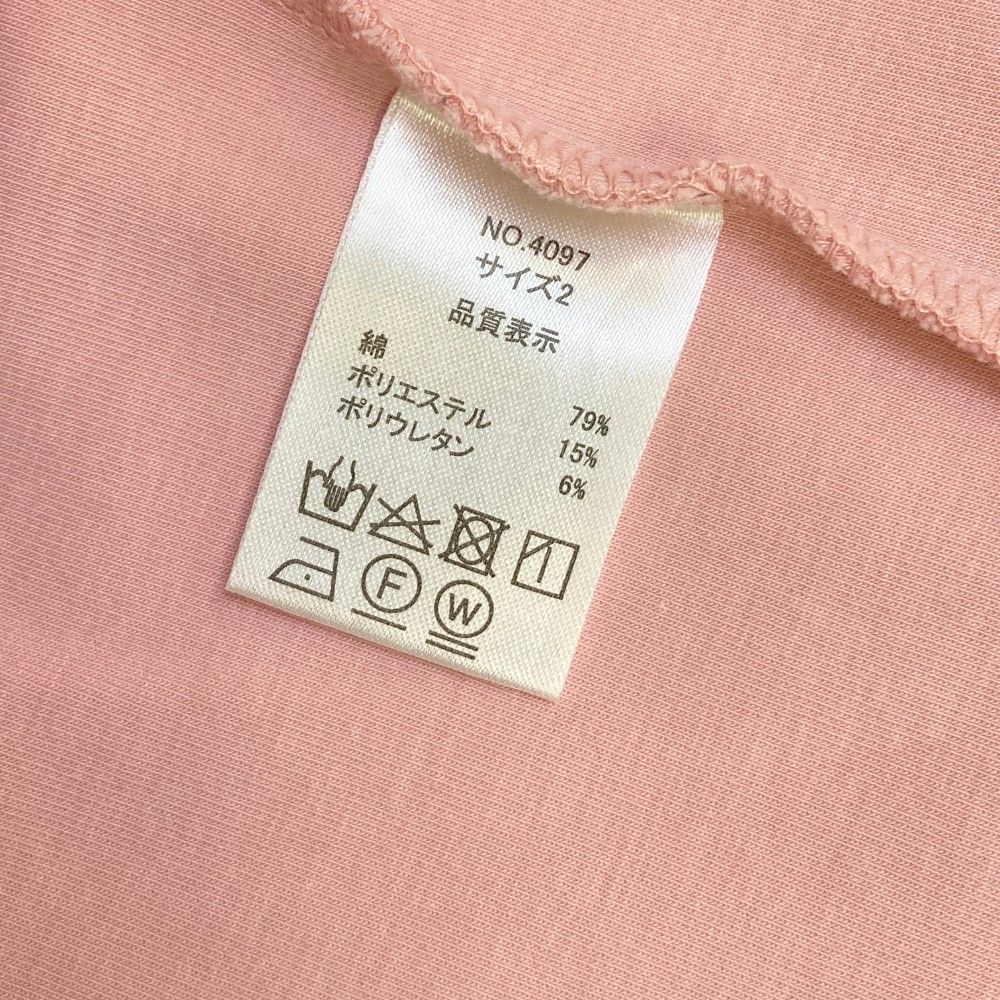 NO.4097
サイズ2
品質表示
綿 79%
ポリエステル 15%
ポリウレタン 6%
F W